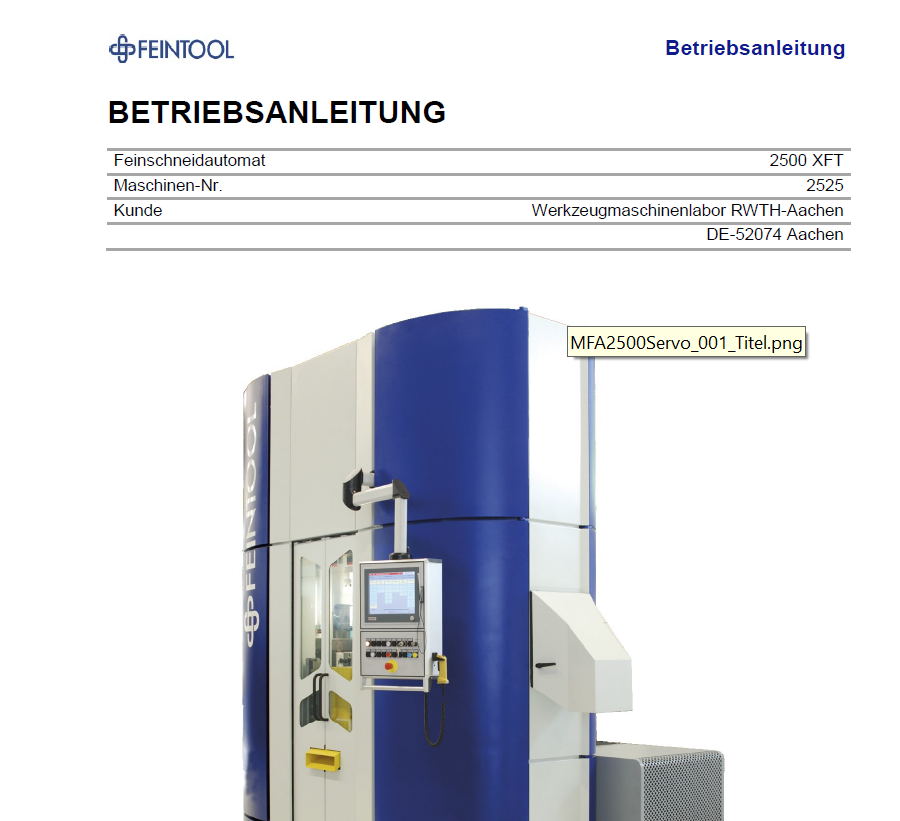 FEINTOOL
Betriebsanleitung
BETRIEBSANLEITUNG
Feinschneidautomat 2500 XFT
Maschinen-Nr. 2525
Kunde Werkzeugmaschinenlabor RWTH-Aachen
DE-52074 Aachen
MFA2500Servo_001_Titel.png
FEINTOOL